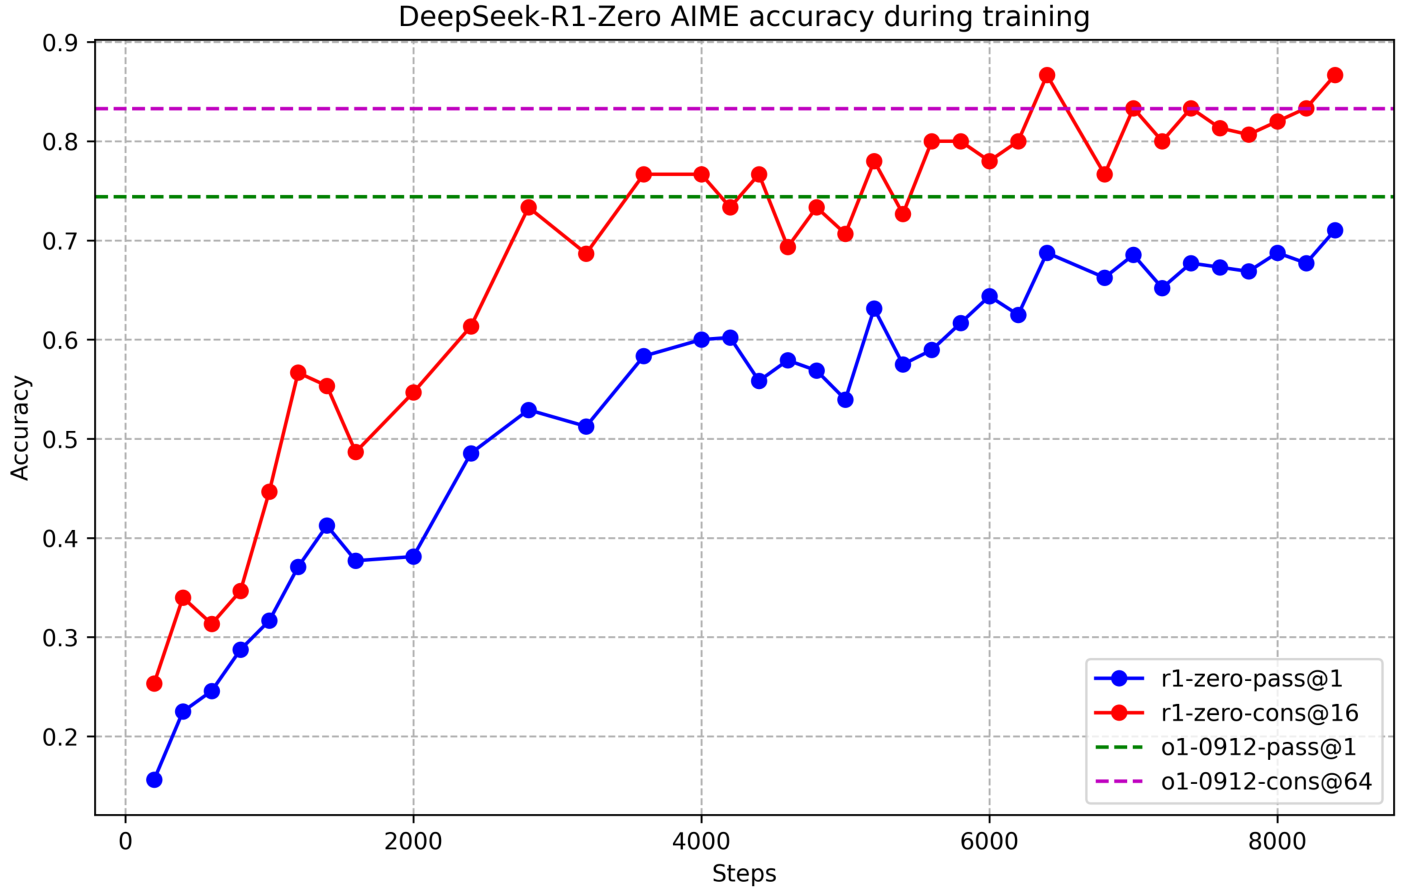 DeepSeek-R1-Zero AIME accuracy during training
0.9
0.8
0.7
0.6
0.5
0.4
0.3
0.2
Accuracy
r1-zero-pass@1
r1-zero-cons@16
o1-0912-pass@1
o1-0912-cons@64
0 2000 4000 6000 8000
Steps